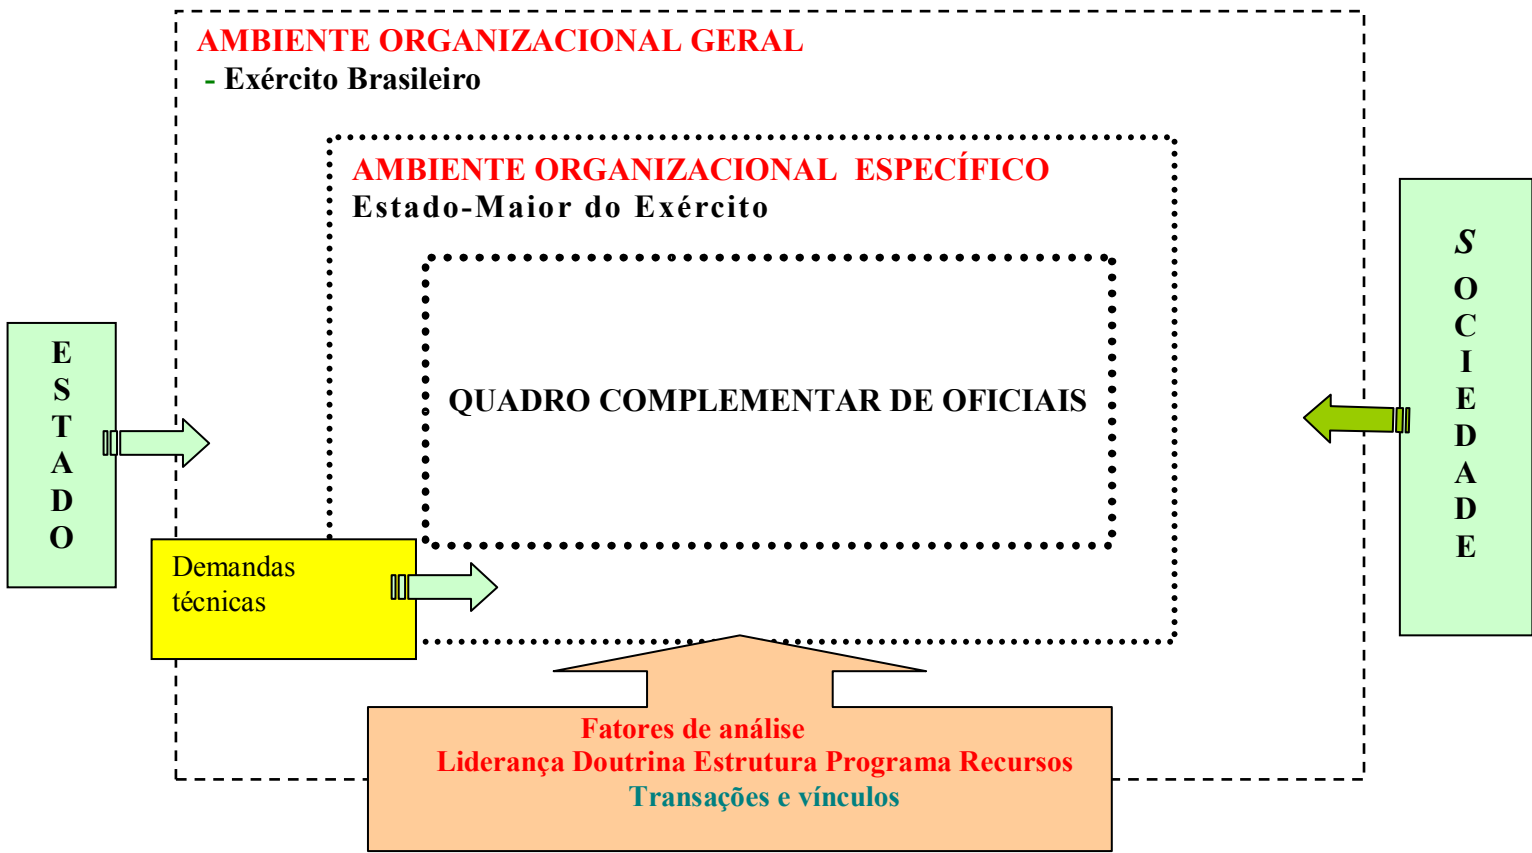 AMBIENTE ORGANIZACIONAL GERAL
- Exército Brasileiro
AMBIENTE ORGANIZACIONAL ESPECÍFICO
Estado-Maior do Exército
QUADRO COMPLEMENTAR DE OFICIAIS
E
S
T
A
D
O
S
O
C
I
E
D
A
D
E
Demandas
técnicas
Fatores de análise
Liderança Doutrina Estrutura Programa Recursos
Transações e vínculos